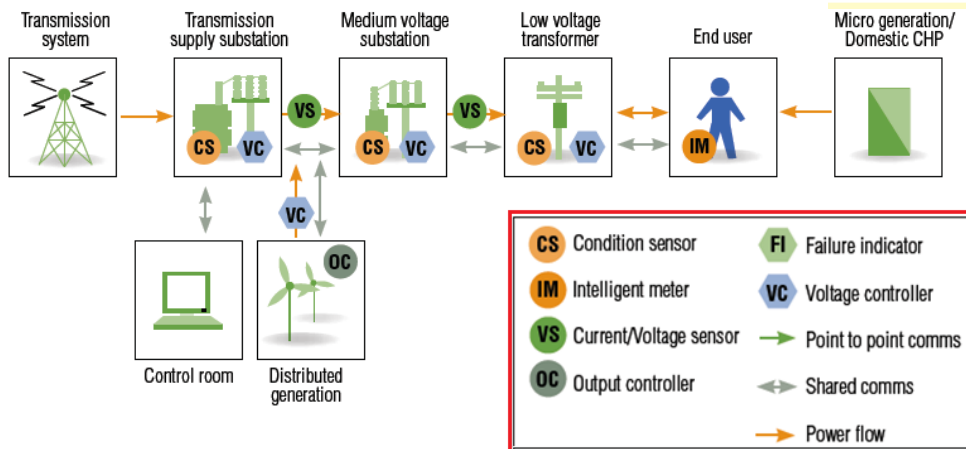 Transmission
system
Transmission
supply substation
Medium voltage
substation
Low voltage
transformer
End user
Micro generation/
Domestic CHP
VS
VS
CS
VC
CS
VC
CS
VC
IM
VC
OC
Control room
Distributed
generation
CS Condition sensor
IM Intelligent meter
VS Current/Voltage sensor
OC Output controller
FI Failure indicator
VC Voltage controller
Point to point comms
Shared comms
Power flow